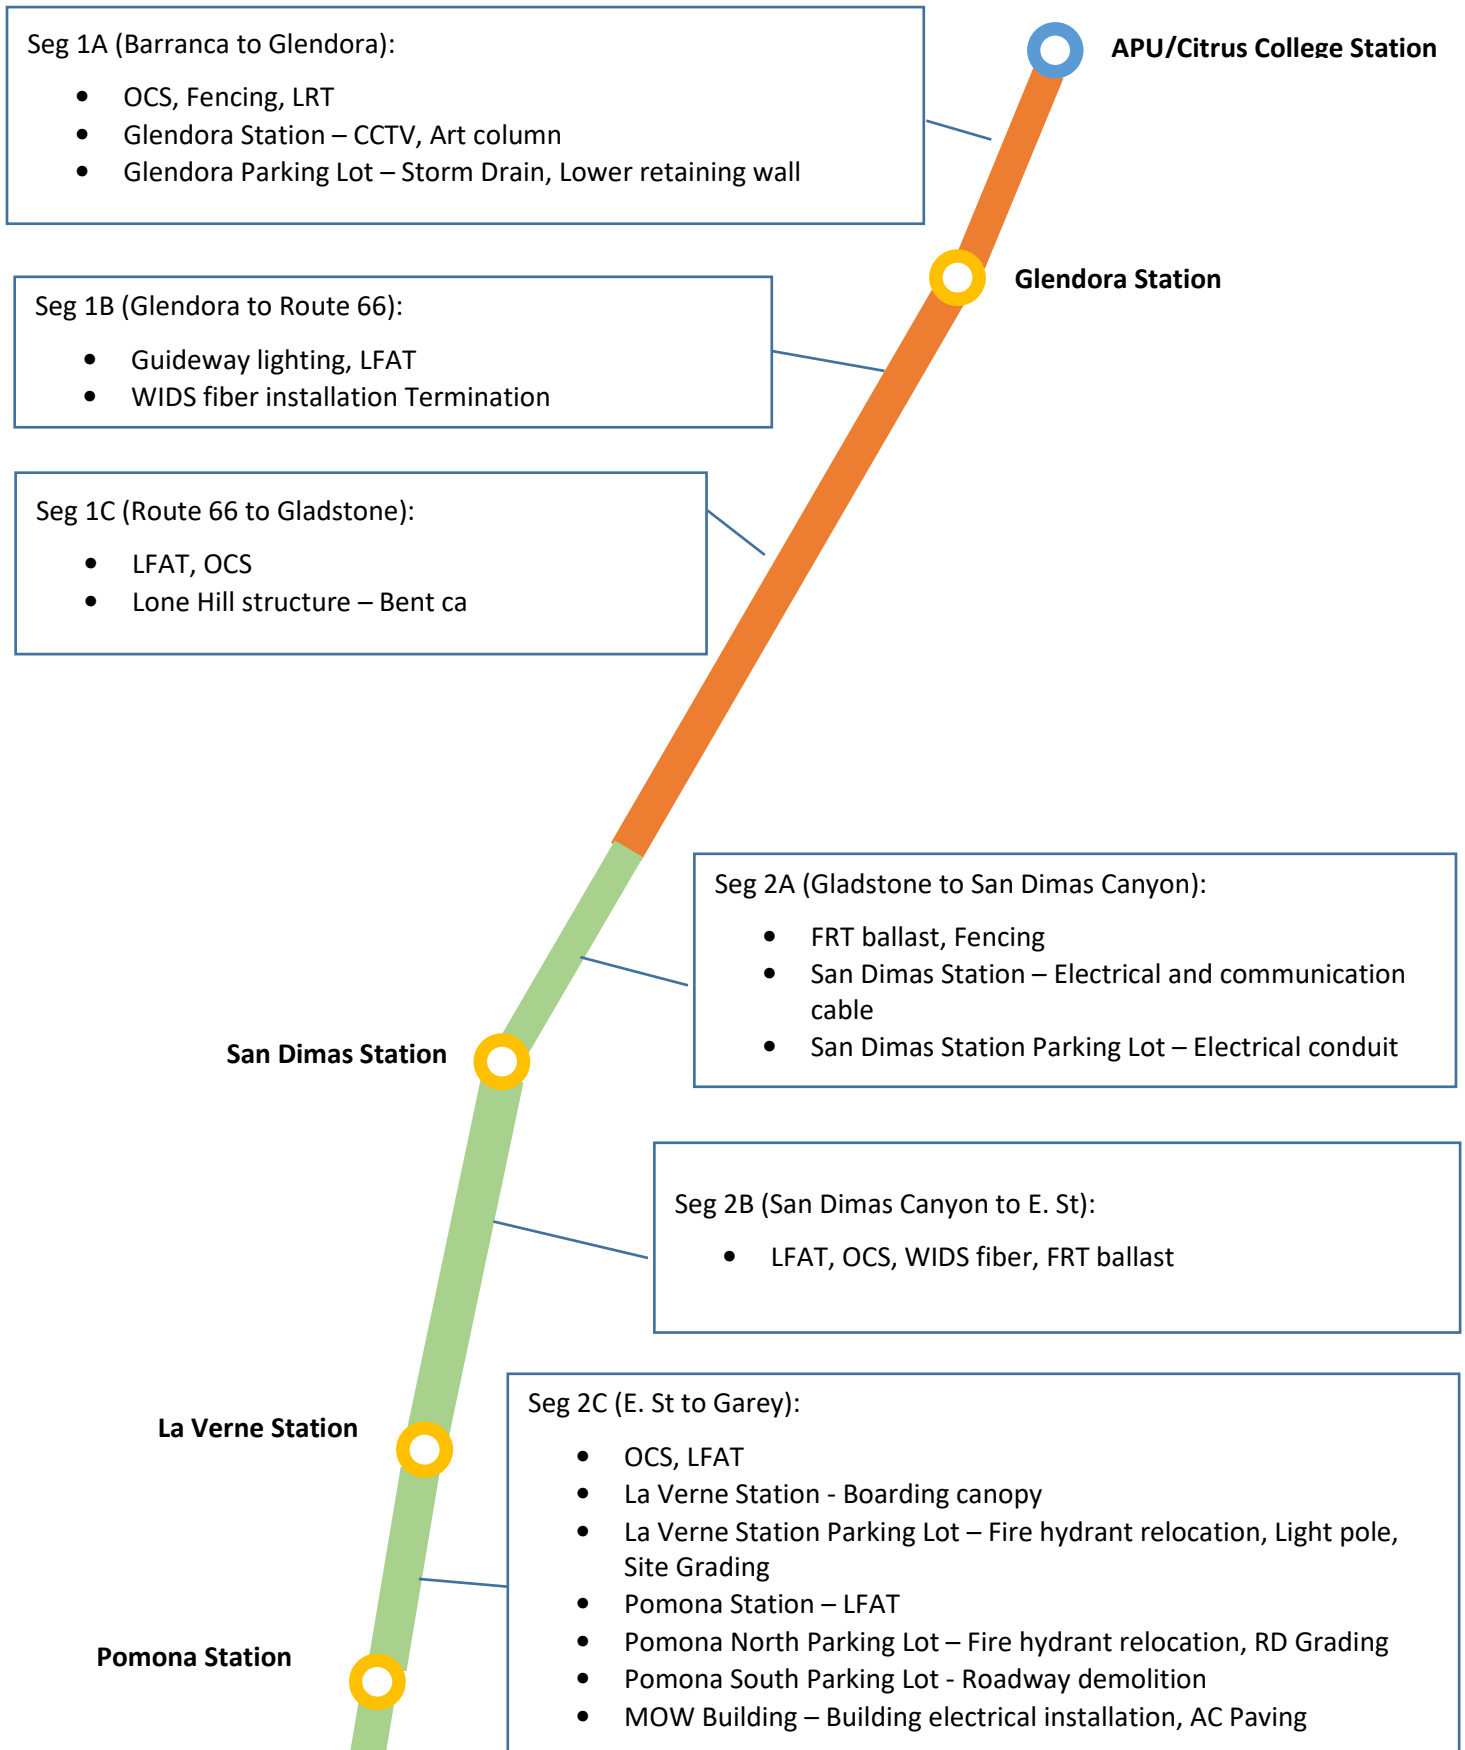 Seg 1A (Barranca to Glendora):
• OCS, Fencing, LRT
• Glendora Station – CCTV, Art column
• Glendora Parking Lot – Storm Drain, Lower retaining wall
APU/Citrus College Station
Glendora Station
Seg 1B (Glendora to Route 66):
• Guideway lighting, LFAT
• WIDS fiber installation Termination
Seg 1C (Route 66 to Gladstone):
• LFAT, OCS
• Lone Hill structure – Bent ca
Seg 2A (Gladstone to San Dimas Canyon):
• FRT ballast, Fencing
• San Dimas Station – Electrical and communication
cable
• San Dimas Station Parking Lot – Electrical conduit
San Dimas Station
Seg 2B (San Dimas Canyon to E. St):
• LFAT, OCS, WIDS fiber, FRT ballast
La Verne Station
Seg 2C (E. St to Garey):
• OCS, LFAT
• La Verne Station - Boarding canopy
• La Verne Station Parking Lot – Fire hydrant relocation, Light pole,
Site Grading
• Pomona Station – LFAT
• Pomona North Parking Lot – Fire hydrant relocation, RD Grading
• Pomona South Parking Lot - Roadway demolition
• MOW Building – Building electrical installation, AC Paving
Pomona Station